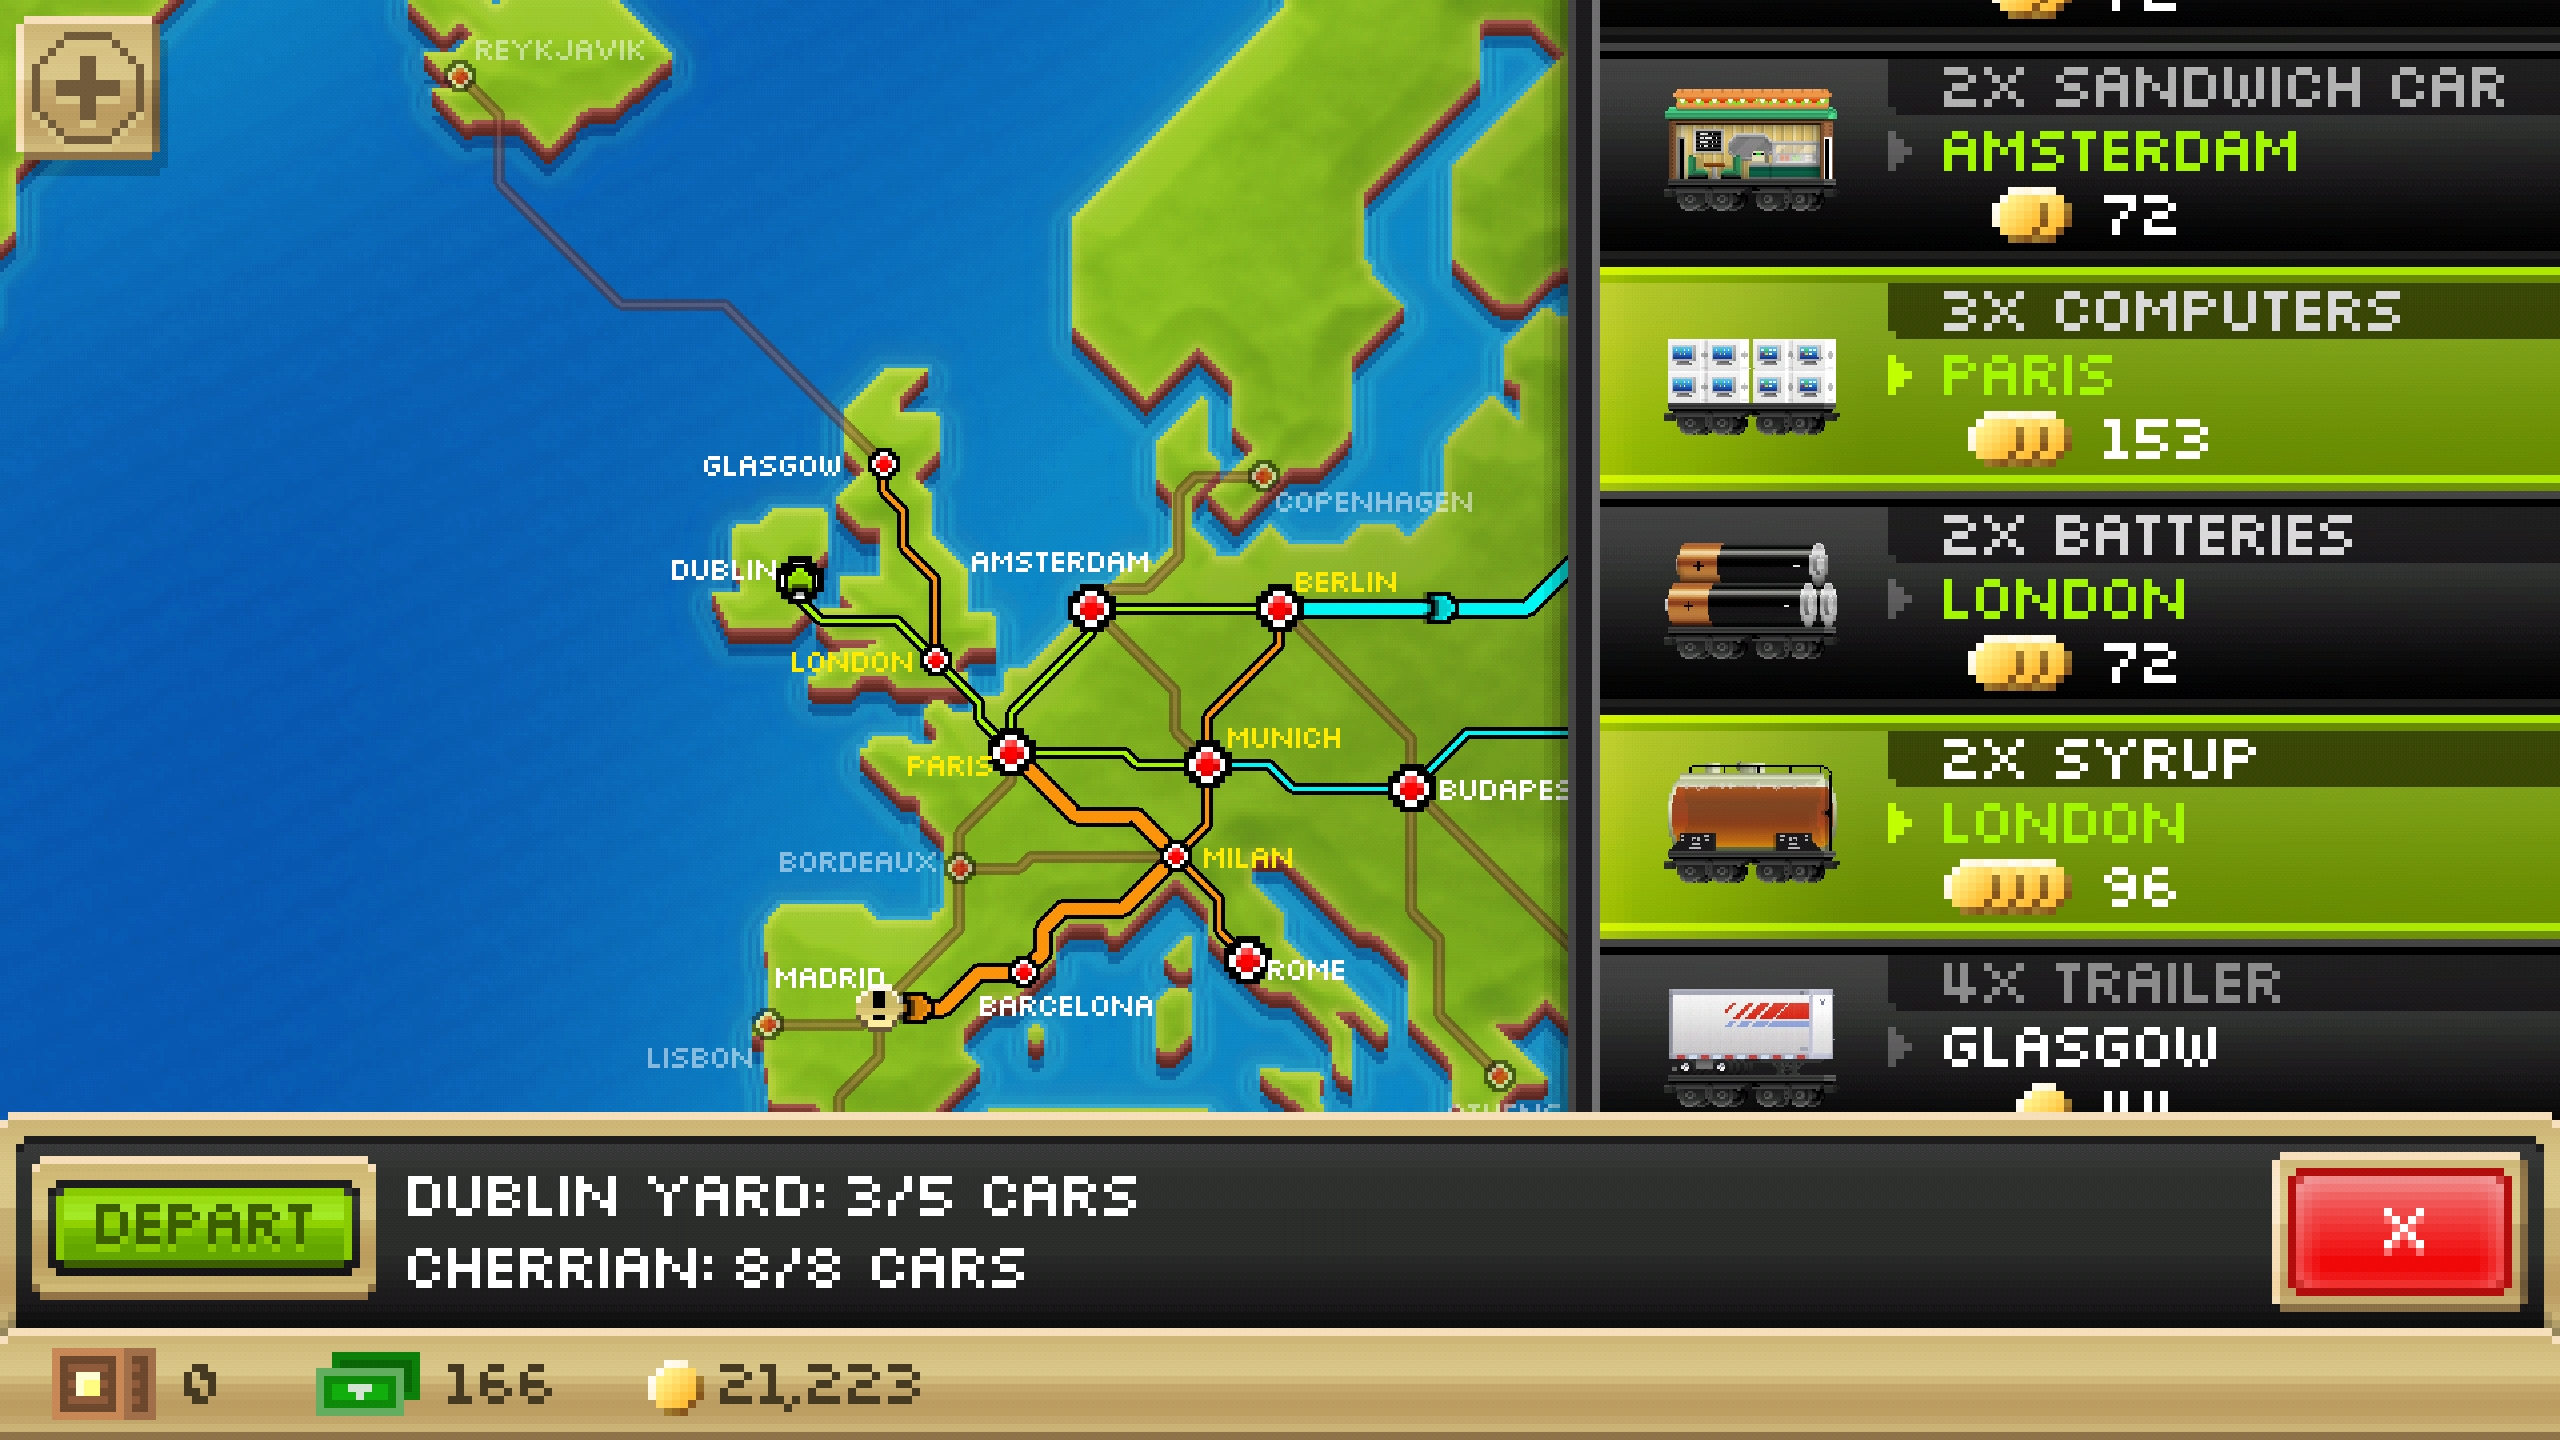 REYKJAVIK
GLASGOW
COPENHAGEN
DUBLIN
AMSTERDAM
BERLIN
LONDON
MUNICH
PARIS
BORDEAUX
MILAN
MADRID
ROME
BARCELONA
LISBON
BUDAPES
72
2X SANDWICH CAR
AMSTERDAM
72
3X COMPUTERS
PARIS
153
2X BATTERIES
LONDON
72
2X SYRUP
LONDON
96
4X TRAILER
GLASGOW
DEPART
DUBLIN YARD: 3/5 CARS
CHERRIAN: 8/8 CARS
X
0
166
21,223